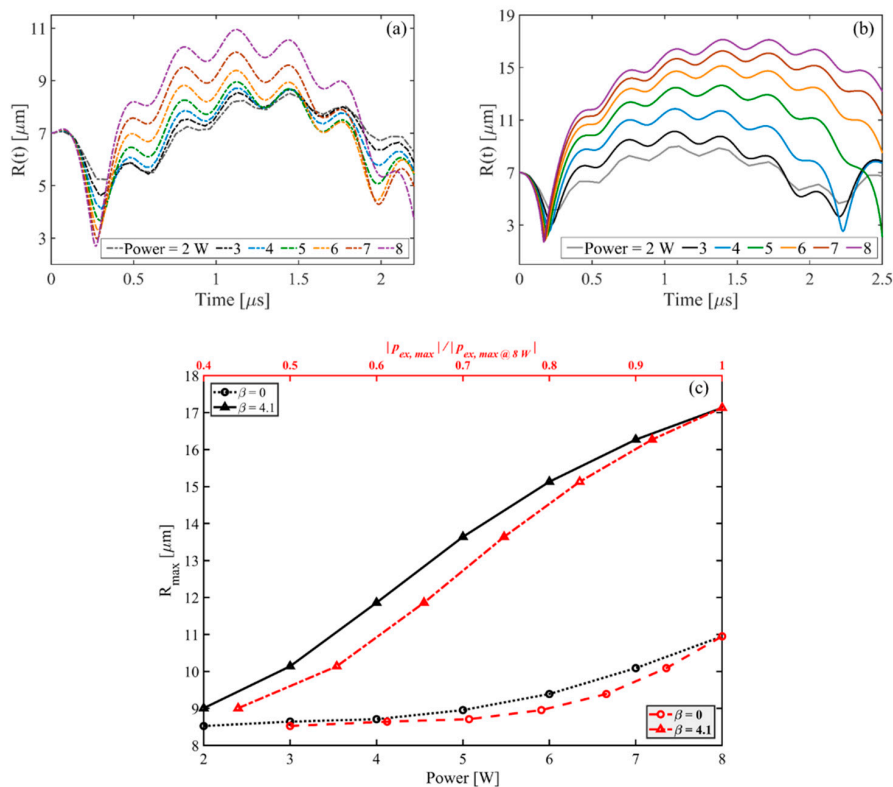 (a)
11
9
7
5
3
R(t) [μm]
Power = 2 W 3 4 5 6 7 8
0 0.5 1 1.5 2
Time [μs]
(b)
19
15
11
7
3
R(t) [μm]
Power = 2 W 3 4 5 6 7 8
0 0.5 1 1.5 2 2.5
Time [μs]
|p_ex, max| / |p_ex, max @ 8 W|
0.4 0.5 0.6 0.7 0.8 0.9 1
(c)
β = 0
β = 4.1
18
17
16
15
14
13
12
11
10
9
8
R_max [μm]
β = 0
β = 4.1
2 3 4 5 6 7 8
Power [W]